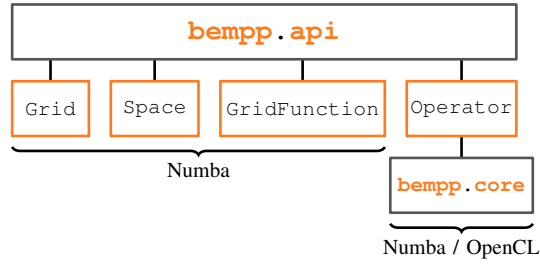 bempp.api
Grid Space GridFunction Operator
Numba
bempp.core
Numba / OpenCL